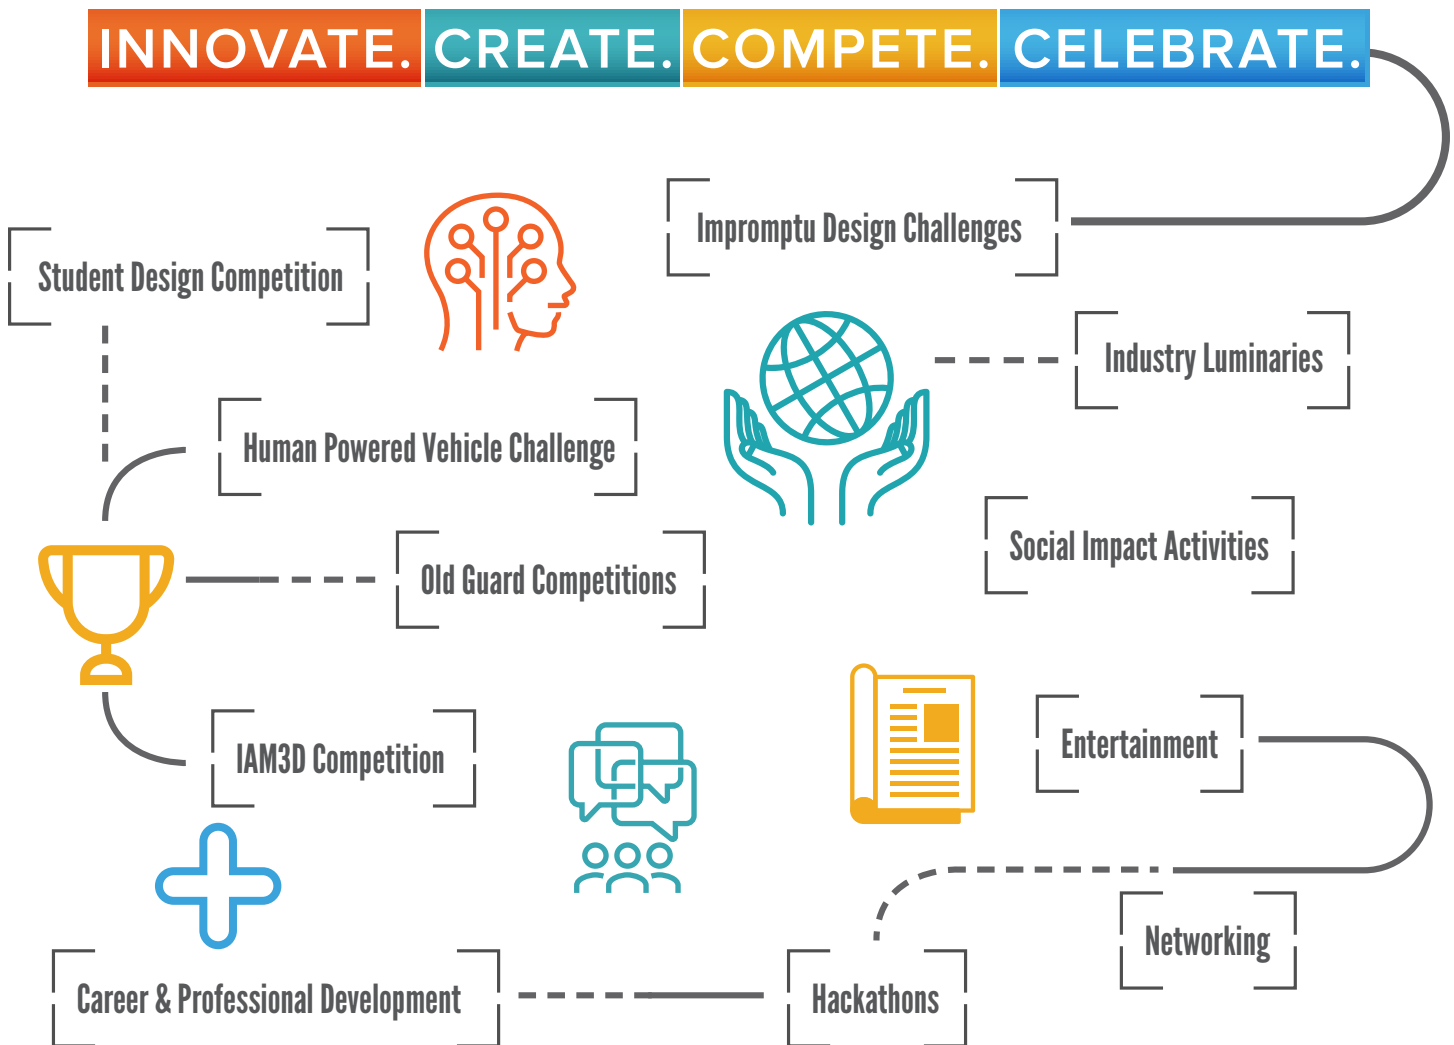 INNOVATE. CREATE. COMPETE. CELEBRATE.
Impromptu Design Challenges
Student Design Competition
Industry Luminaries
Human Powered Vehicle Challenge
Social Impact Activities
Old Guard Competitions
Entertainment
IAM3D Competition
Networking
Career & Professional Development
Hackathons